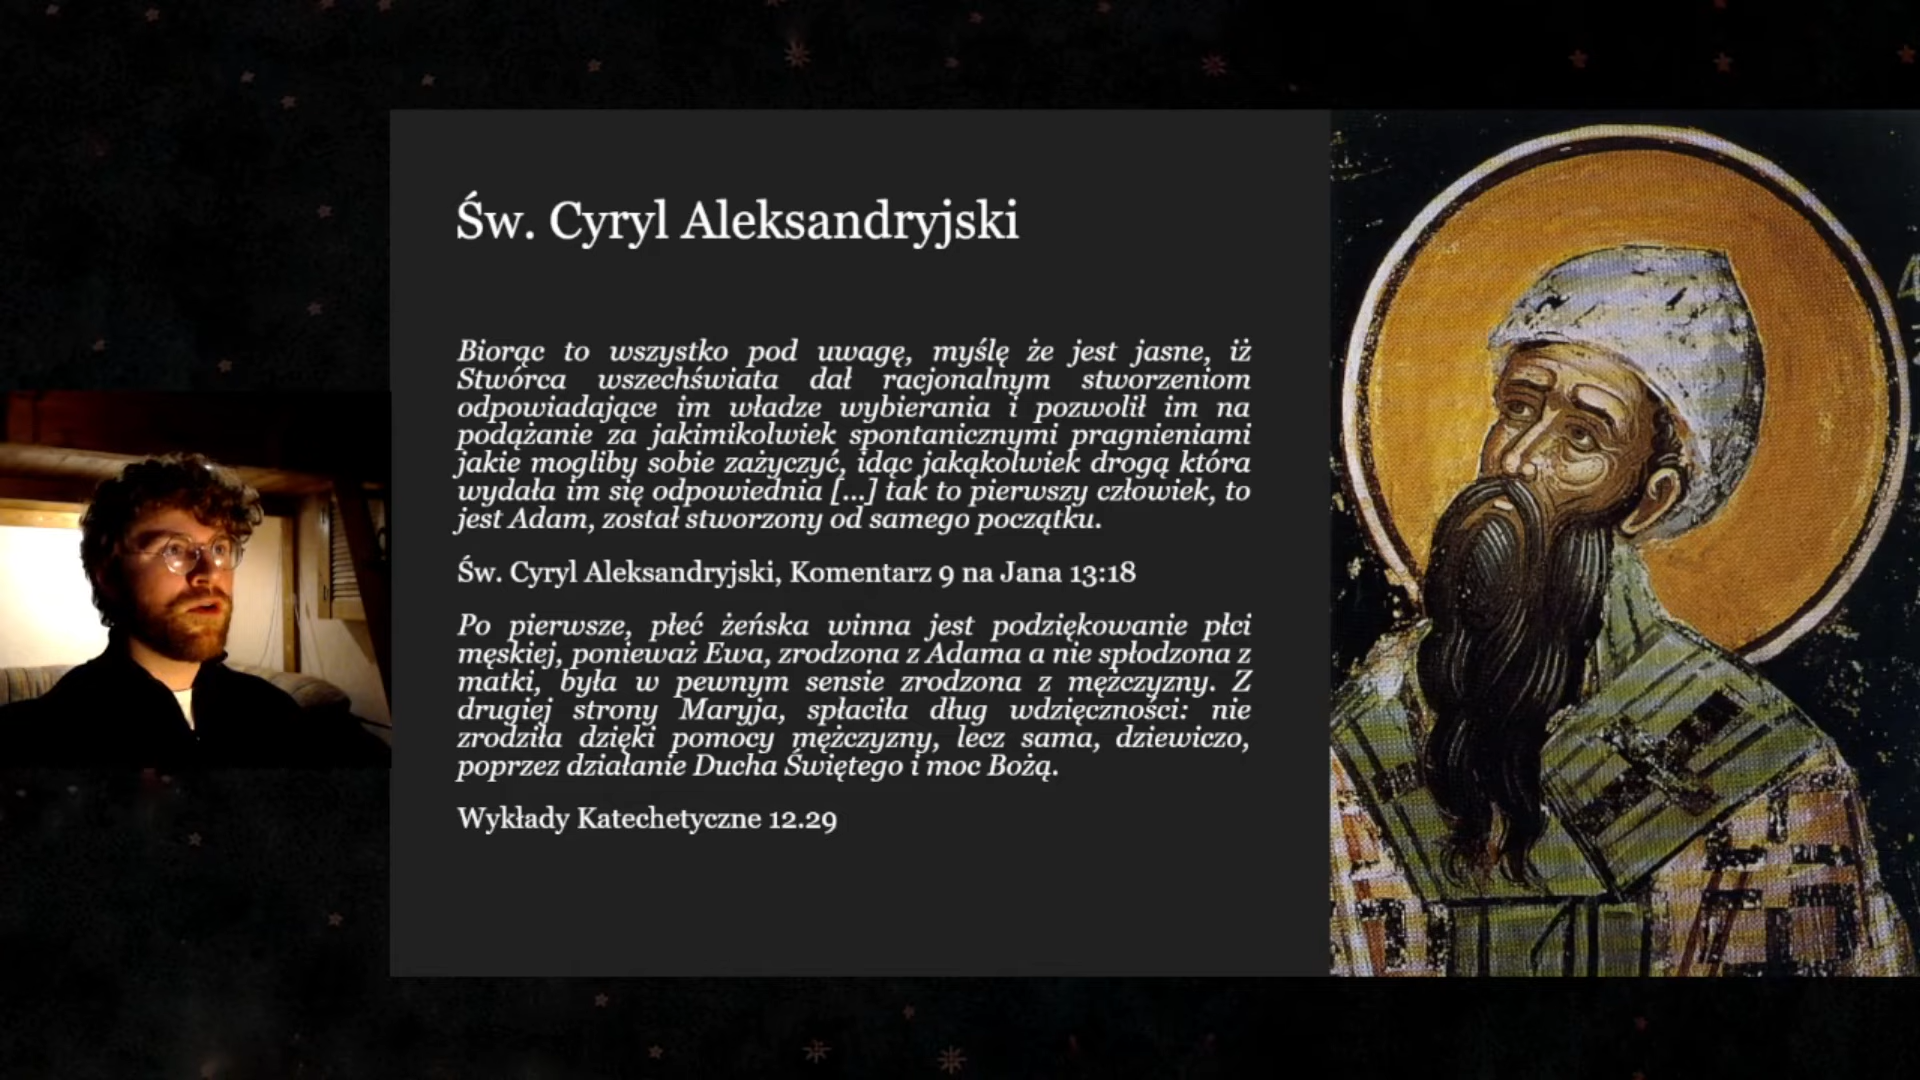 Św. Cyryl Aleksandryjski
Biorąc to wszystko pod uwagę, myślę że jest jasne, iż
Stwórca wszechświata dał racjonalnym stworzeniom
odpowiadające im władze wybierania i pozwolił im na
podążanie za jakimikolwiek spontanicznymi pragnieniami
jakie mogliby sobie zażyczyć, idąc jakąkolwiek drogą która
wydała im się odpowiednia [...] tak to pierwszy człowiek, to
jest Adam, został stworzony od samego początku.
Św. Cyryl Aleksandryjski, Komentarz 9 na Jana 13:18
Po pierwsze, płeć żeńska winna jest podziękowanie płci
męskiej, ponieważ Ewa, zrodzona z Adama a nie spłodzona z
matki, była w pewnym sensie zrodzona z mężczyzny. Z
drugiej strony Maryja, spłaciła dług wdzięczności: nie
zrodziła dzięki pomocy mężczyzny, lecz sama, dziewiczo,
poprzez działanie Ducha Świętego i moc Bożą.
Wykłady Katechetyczne 12.29